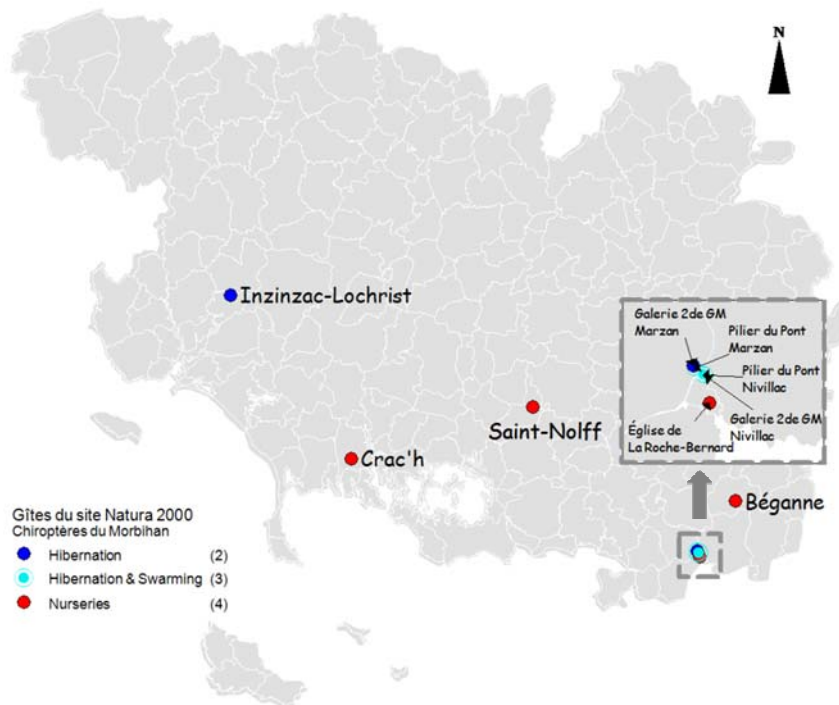 N
Inzinzac-Lochrist
Galerie 2de GM
Marzan
Pilier du Pont
Marzan
Pilier du Pont
Nivillac
Galerie 2de GM
Nivillac
Église de
La Roche-Bernard
Saint-Nolff
Crac'h
Béganne
Gîtes du site Natura 2000
Chiroptères du Morbihan
Hibernation (2)
Hibernation & Swarming (3)
Nurseries (4)